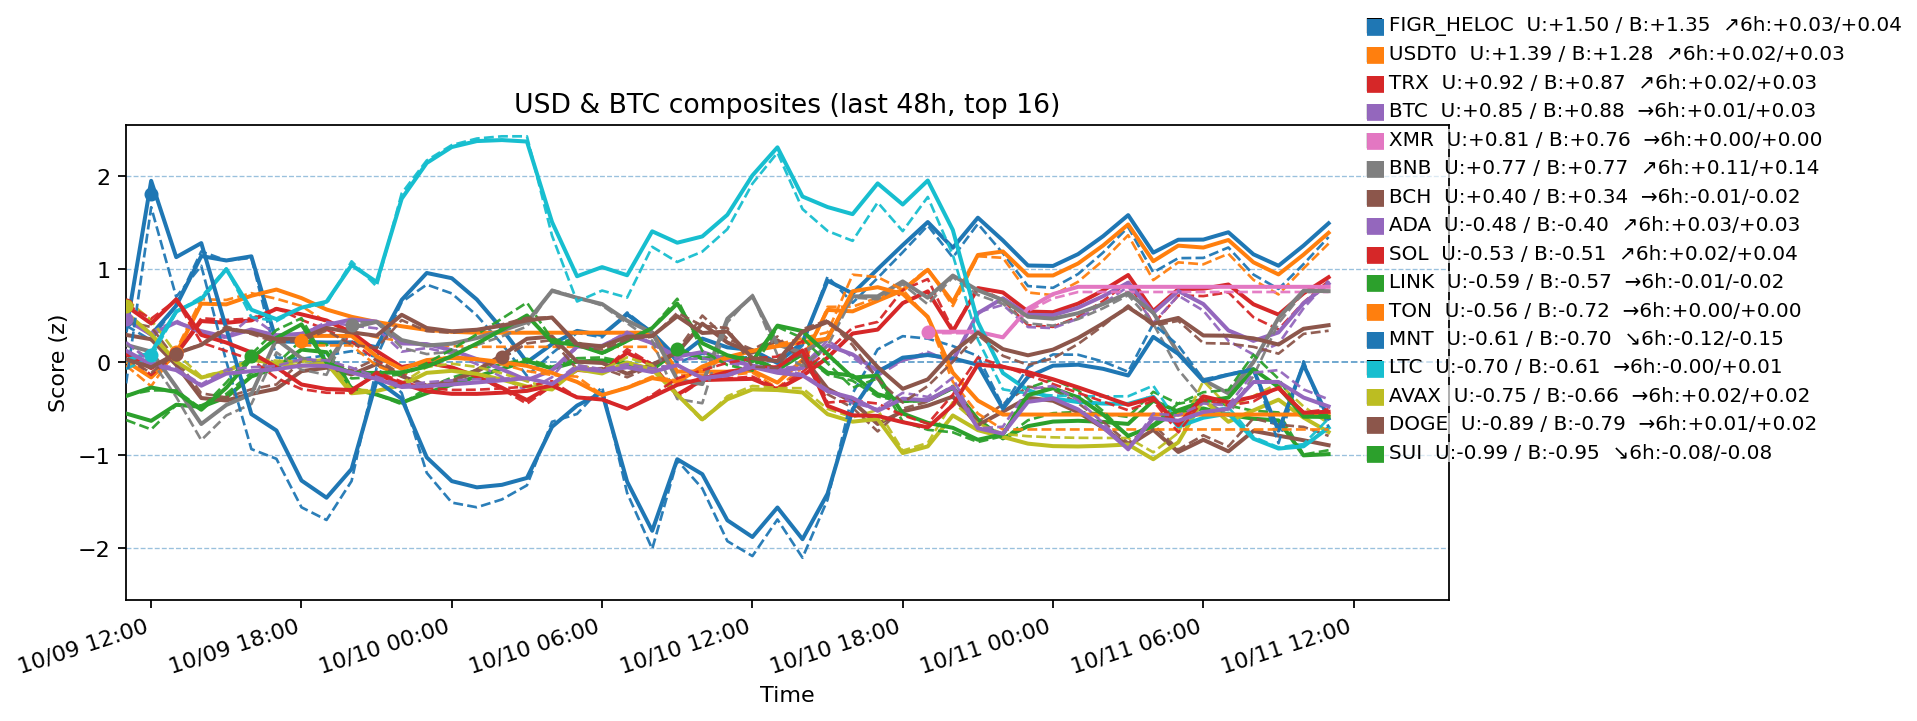 FIGR_HELOC  U:+1.50 / B:+1.35  ↗6h:+0.03/+0.04
USDT0  U:+1.39 / B:+1.28  ↗6h:+0.02/+0.03
TRX  U:+0.92 / B:+0.87  ↗6h:+0.02/+0.03
BTC  U:+0.85 / B:+0.88  →6h:+0.01/+0.03
XMR  U:+0.81 / B:+0.76  →6h:+0.00/+0.00
BNB  U:+0.77 / B:+0.77  ↗6h:+0.11/+0.14
BCH  U:+0.40 / B:+0.34  →6h:-0.01/-0.02
ADA  U:-0.48 / B:-0.40  ↗6h:+0.03/+0.03
SOL  U:-0.53 / B:-0.51  ↗6h:+0.02/+0.04
LINK  U:-0.59 / B:-0.57  →6h:-0.01/-0.02
TON  U:-0.56 / B:-0.72  →6h:+0.00/+0.00
MNT  U:-0.61 / B:-0.70  ↘6h:-0.12/-0.15
LTC  U:-0.70 / B:-0.61  →6h:-0.00/+0.01
AVAX  U:-0.75 / B:-0.66  →6h:+0.02/+0.02
DOGE  U:-0.89 / B:-0.79  →6h:+0.01/+0.02
SUI  U:-0.99 / B:-0.95  ↘6h:-0.08/-0.08
USD & BTC composites (last 48h, top 16)
Score (z)
2
1
0
−1
−2
10/09 12:00
10/09 18:00
10/10 00:00
10/10 06:00
10/10 12:00
10/10 18:00
10/11 00:00
10/11 06:00
10/11 12:00
Time